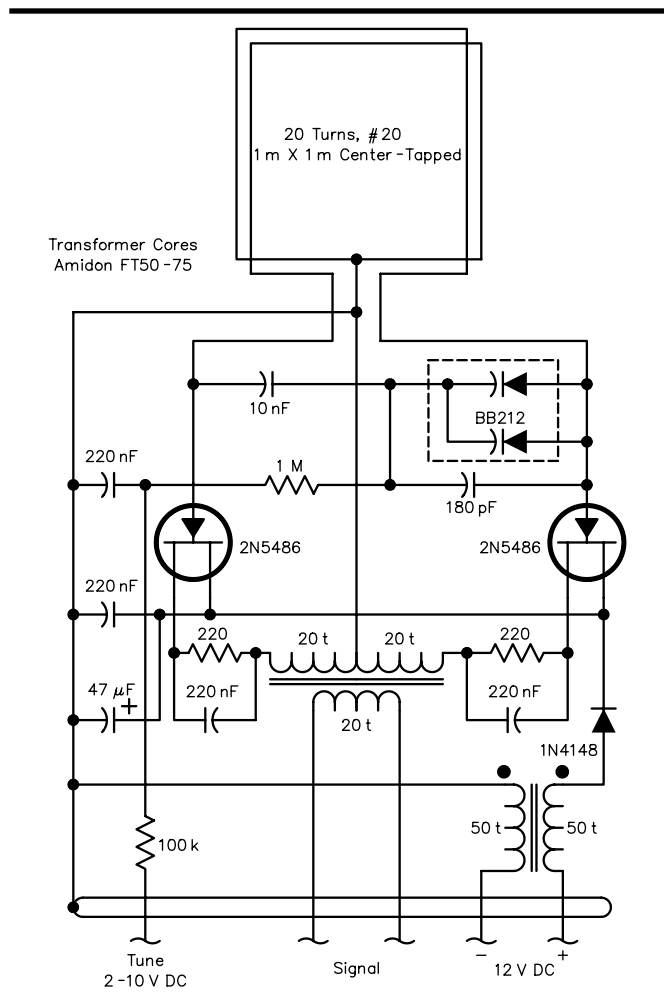 20 Turns, #20
1 m X 1 m Center-Tapped
Transformer Cores
Amidon FT50-75
10 nF
BB212
220 nF
1 M
180 pF
2N5486
2N5486
220 nF
220
20 t
20 t
220
47 µF
+
220 nF
20 t
220 nF
1N4148
50 t
50 t
100 k
Tune
2-10 V DC
Signal
- +
12 V DC